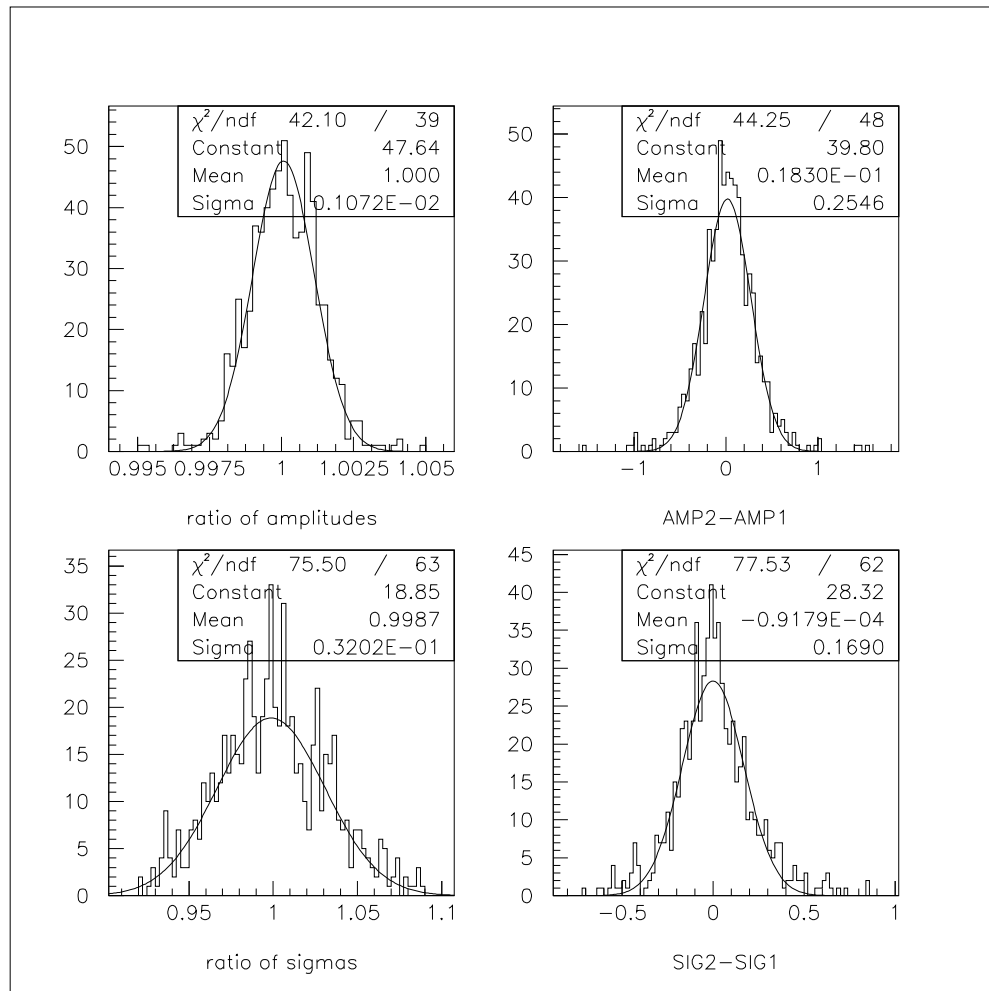 χ²/ndf 42.10 / 39
Constant 47.64
Mean 1.000
Sigma 0.1072E−02
50
40
30
20
10
0
0.995 0.9975 1 1.0025 1.005
ratio of amplitudes
χ²/ndf 44.25 / 48
Constant 39.80
Mean 0.1830E−01
Sigma 0.2546
50
40
30
20
10
0
−1 0 1
AMP2−AMP1
χ²/ndf 75.50 / 63
Constant 18.85
Mean 0.9987
Sigma 0.3202E−01
35
30
25
20
15
10
5
0
0.95 1 1.05 1.1
ratio of sigmas
χ²/ndf 77.53 / 62
Constant 28.32
Mean −0.9179E−04
Sigma 0.1690
45
40
35
30
25
20
15
10
5
0
−0.5 0 0.5 1
SIG2−SIG1